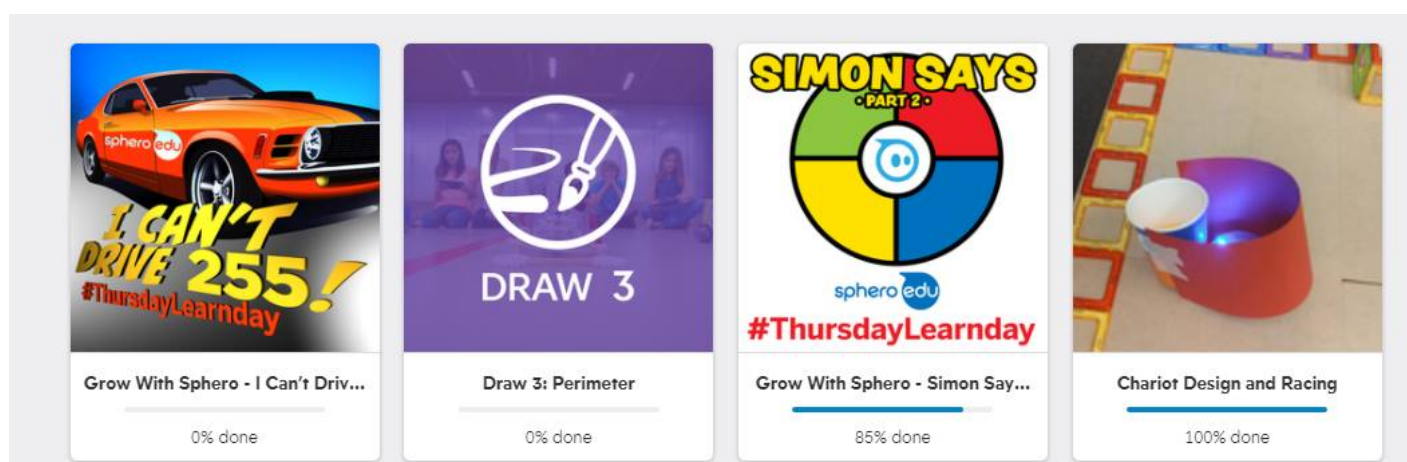 sphero edu
I CAN'T
DRIVE 255!
#ThursdayLearnday
Grow With Sphero - I Can't Driv...
0% done
DRAW 3
Draw 3: Perimeter
0% done
SIMON SAYS
• PART 2 •
sphero edu
#ThursdayLearnday
Grow With Sphero - Simon Say...
85% done
Chariot Design and Racing
100% done